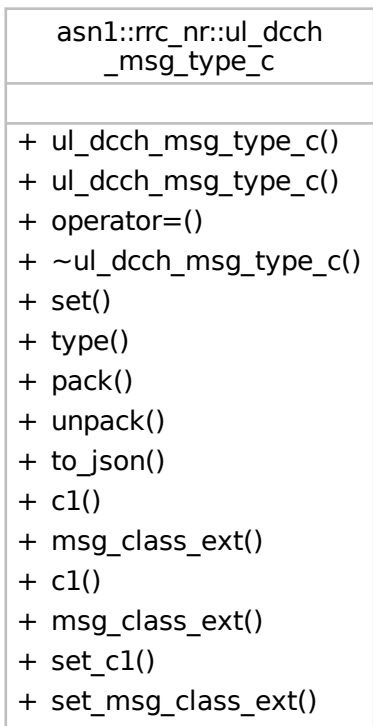 asn1::rrc_nr::ul_dcch
_msg_type_c
+ ul_dcch_msg_type_c()
+ ul_dcch_msg_type_c()
+ operator=()
+ ~ul_dcch_msg_type_c()
+ set()
+ type()
+ pack()
+ unpack()
+ to_json()
+ c1()
+ msg_class_ext()
+ c1()
+ msg_class_ext()
+ set_c1()
+ set_msg_class_ext()